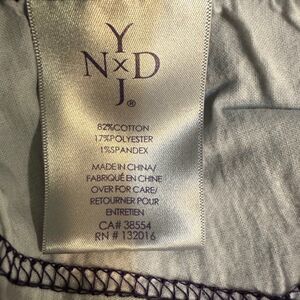 Y
N×D
J®
82%COTTON
17%POLYESTER
1%SPANDEX
MADE IN CHINA/
FABRIQUÉ EN CHINE
OVER FOR CARE/
RETOURNER POUR
ENTRETIEN
CA# 38554
RN # 132016